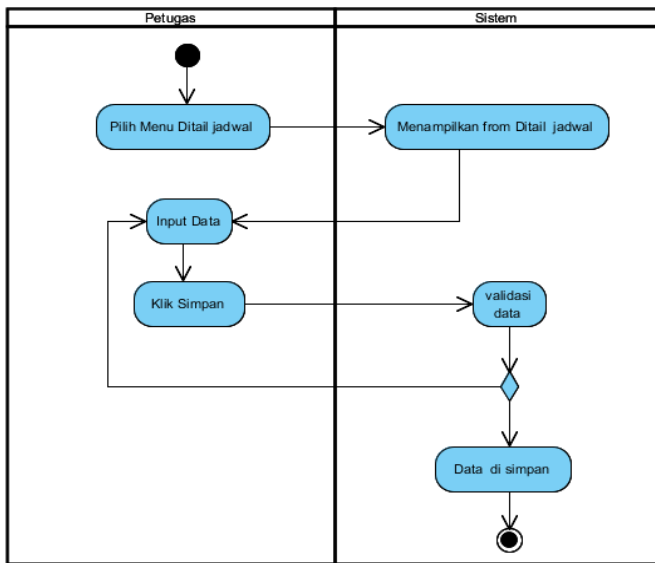 Petugas
Sistem
Pilih Menu Ditail jadwal
Menampilkan from Ditail jadwal
Input Data
Klik Simpan
validasi
data
Data di simpan